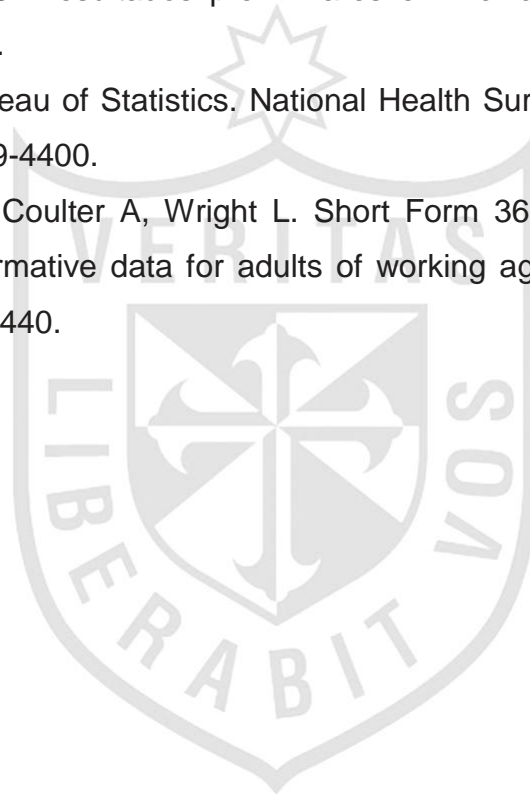 .
eau of Statistics. National Health Sur
9-4400.
Coulter A, Wright L. Short Form 36
rmative data for adults of working ag
440.
VERITAS
LIBERABIT VOS